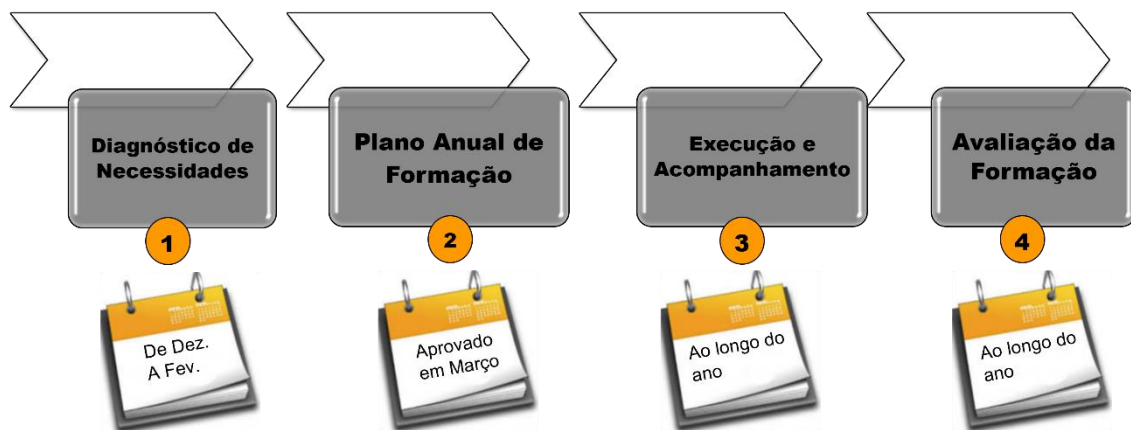 Diagnóstico de
Necessidades
1
De Dez.
A Fev.
Plano Anual de
Formação
2
Aprovado
em Março
Execução e
Acompanhamento
3
Ao longo do
ano
Avaliação da
Formação
4
Ao longo do
ano